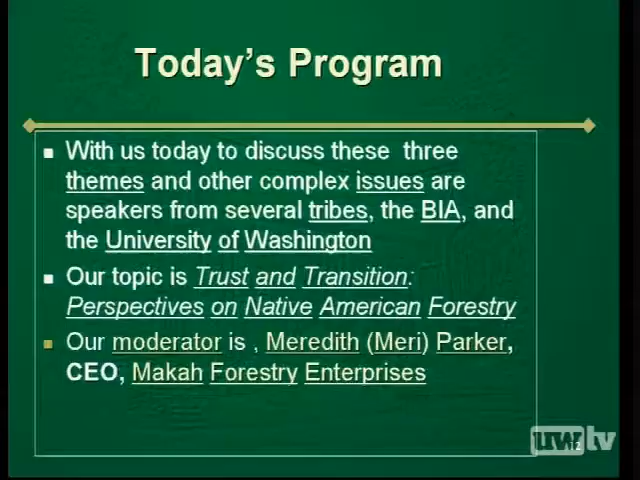 Today's Program
With us today to discuss these three
themes and other complex issues are
speakers from several tribes, the BIA, and
the University of Washington
Our topic is Trust and Transition:
Perspectives on Native American Forestry
Our moderator is , Meredith (Meri) Parker,
CEO, Makah Forestry Enterprises
uwtv
2